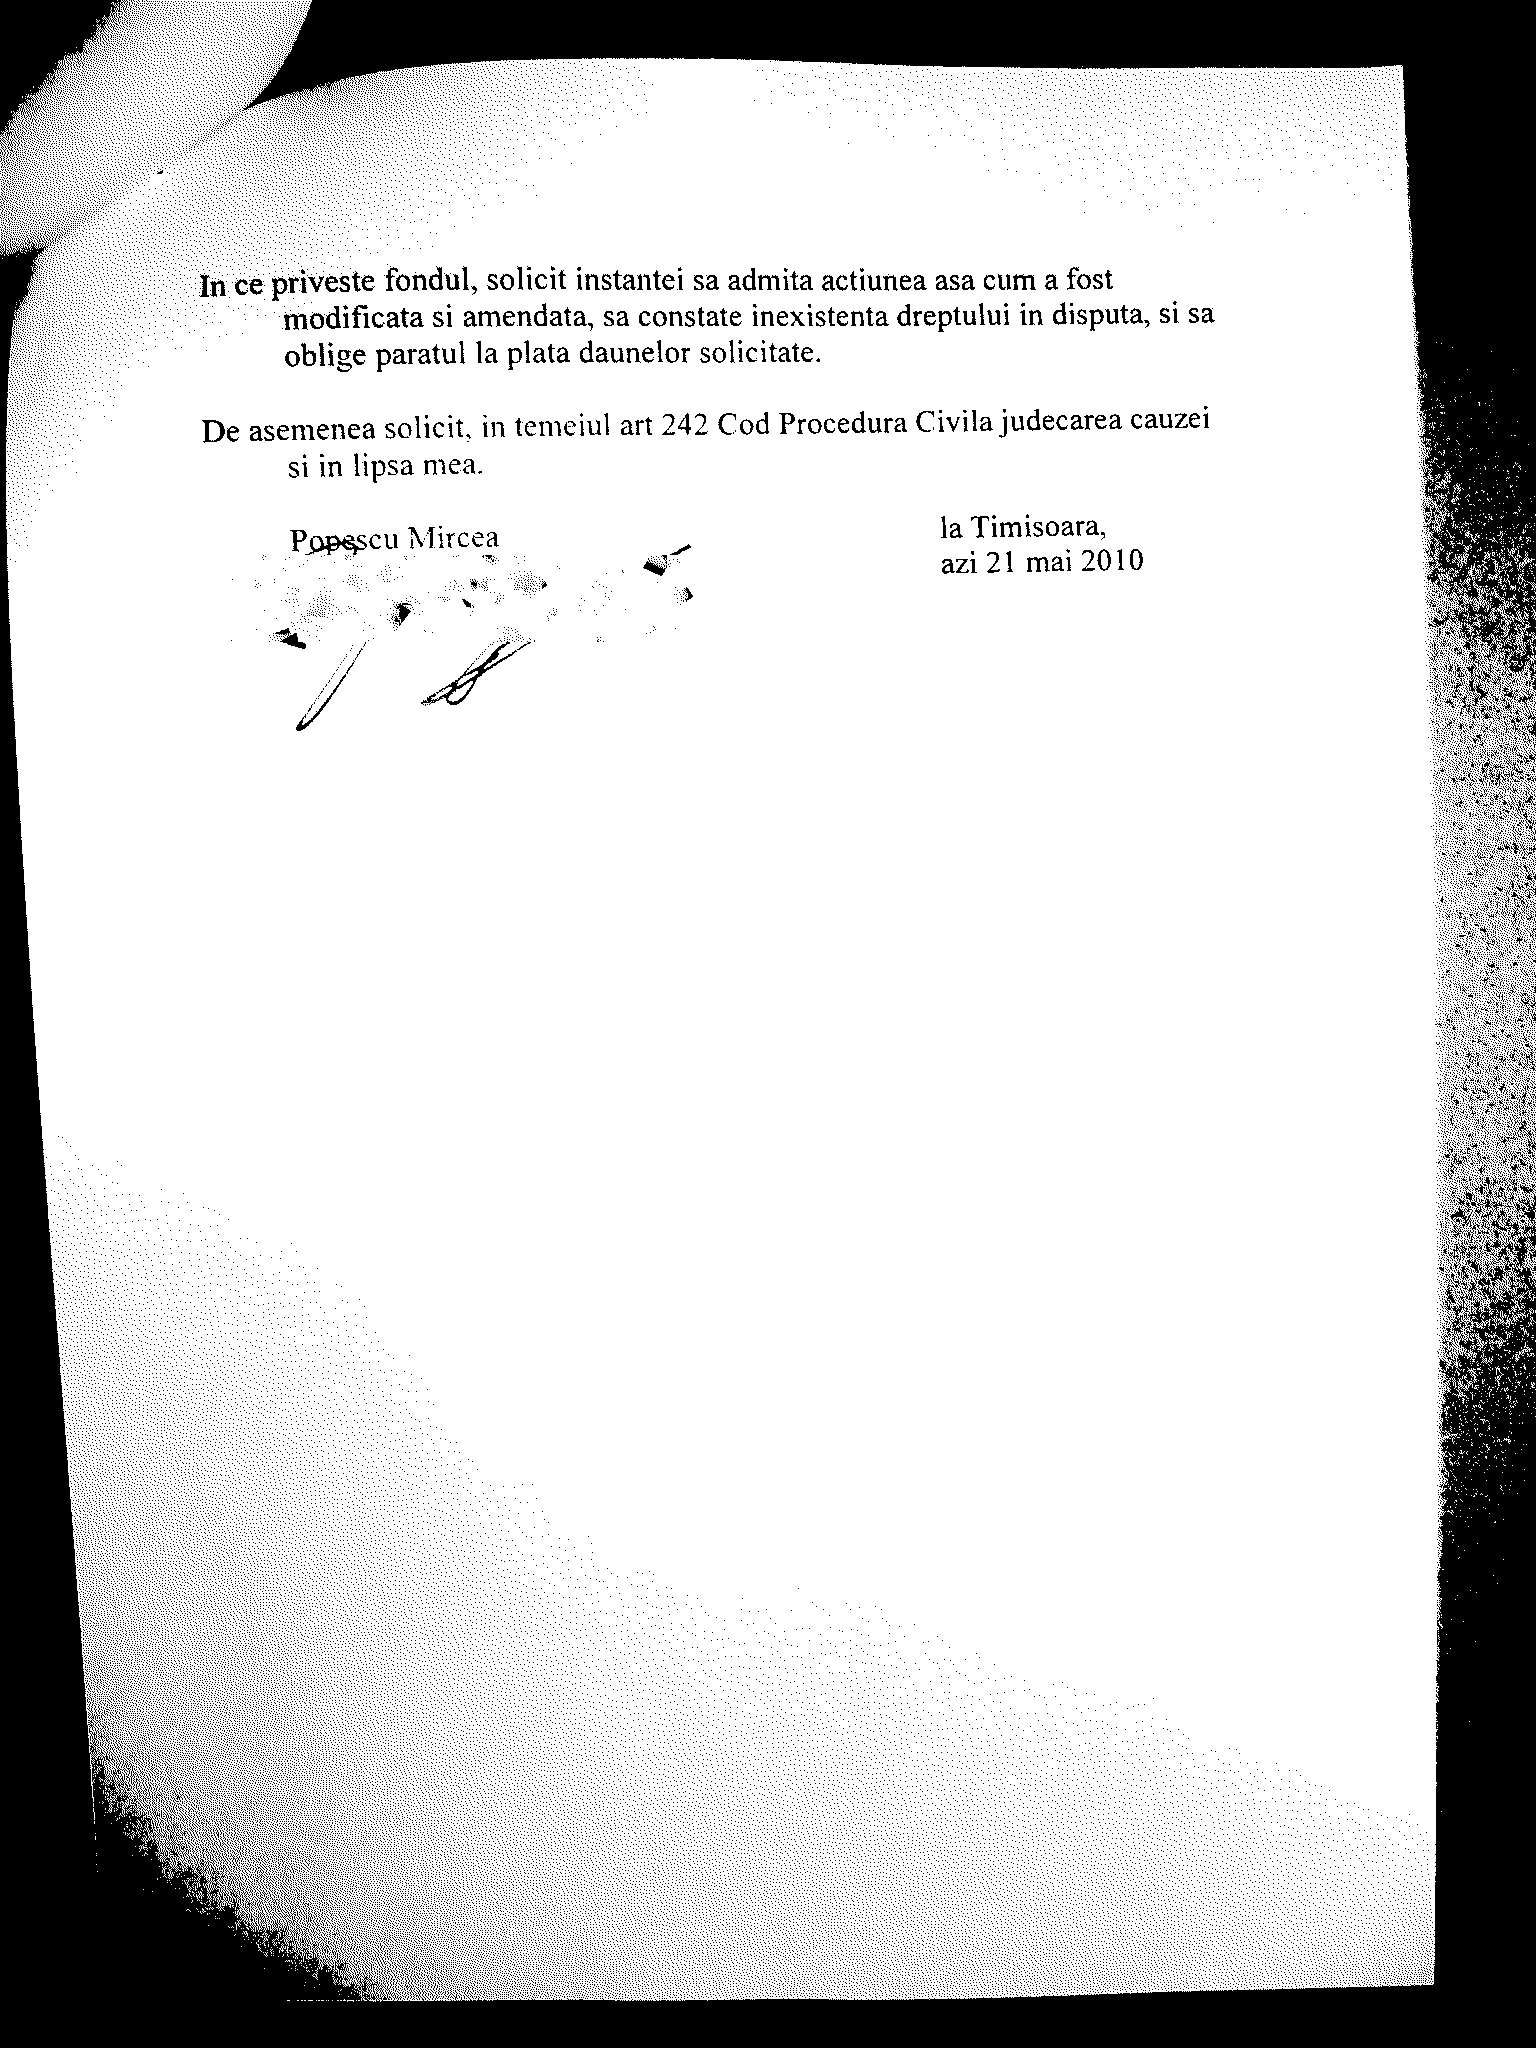 In ce priveste fondul, solicit instantei sa admita actiunea asa cum a fost
modificata si amendata, sa constate inexistenta dreptului in disputa, si sa
oblige paratul la plata daunelor solicitate.
De asemenea solicit, in temeiul art 242 Cod Procedura Civila judecarea cauzei
si in lipsa mea.
Popescu Mircea
la Timisoara,
azi 21 mai 2010